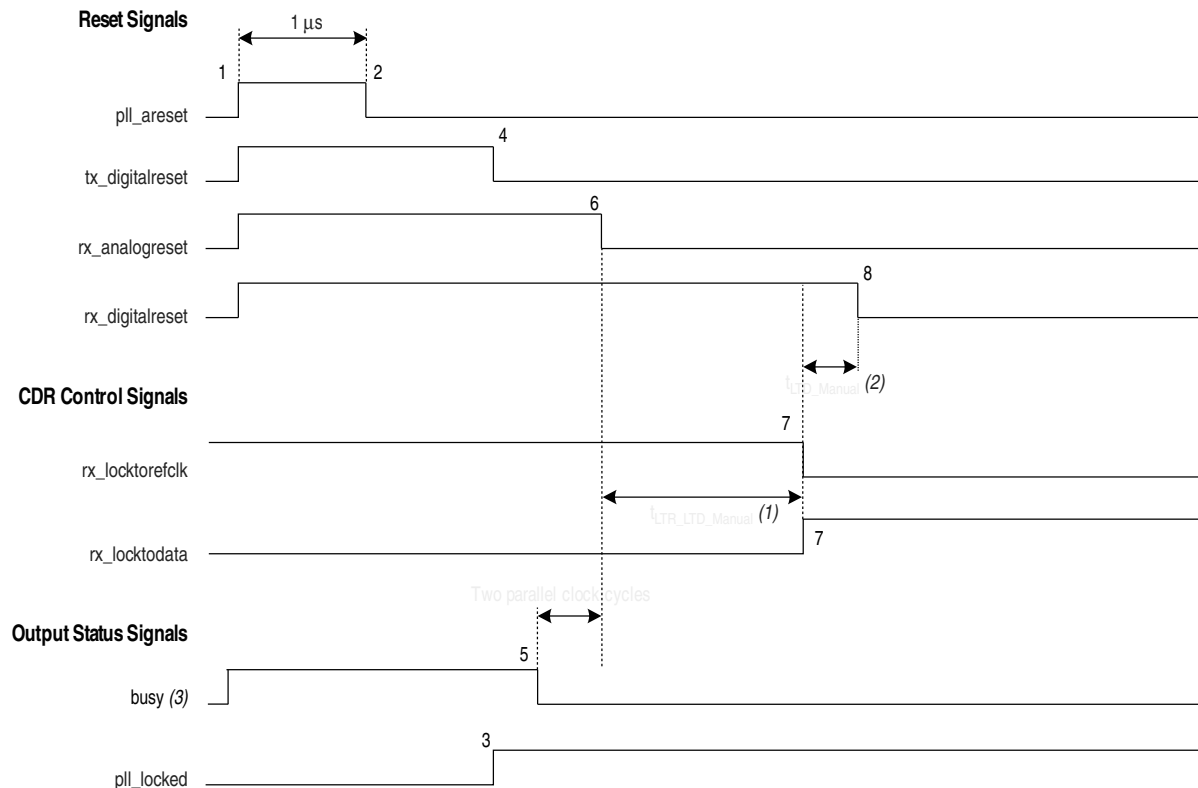 Reset Signals
1 μs
1
2
pll_areset
4
tx_digitalreset
6
rx_analogreset
8
rx_digitalreset
tLTD_Manual (2)
CDR Control Signals
7
rx_locktorefclk
tLTR_LTD_Manual (1)
7
rx_locktodata
Two parallel clock cycles
Output Status Signals
5
busy (3)
3
pll_locked